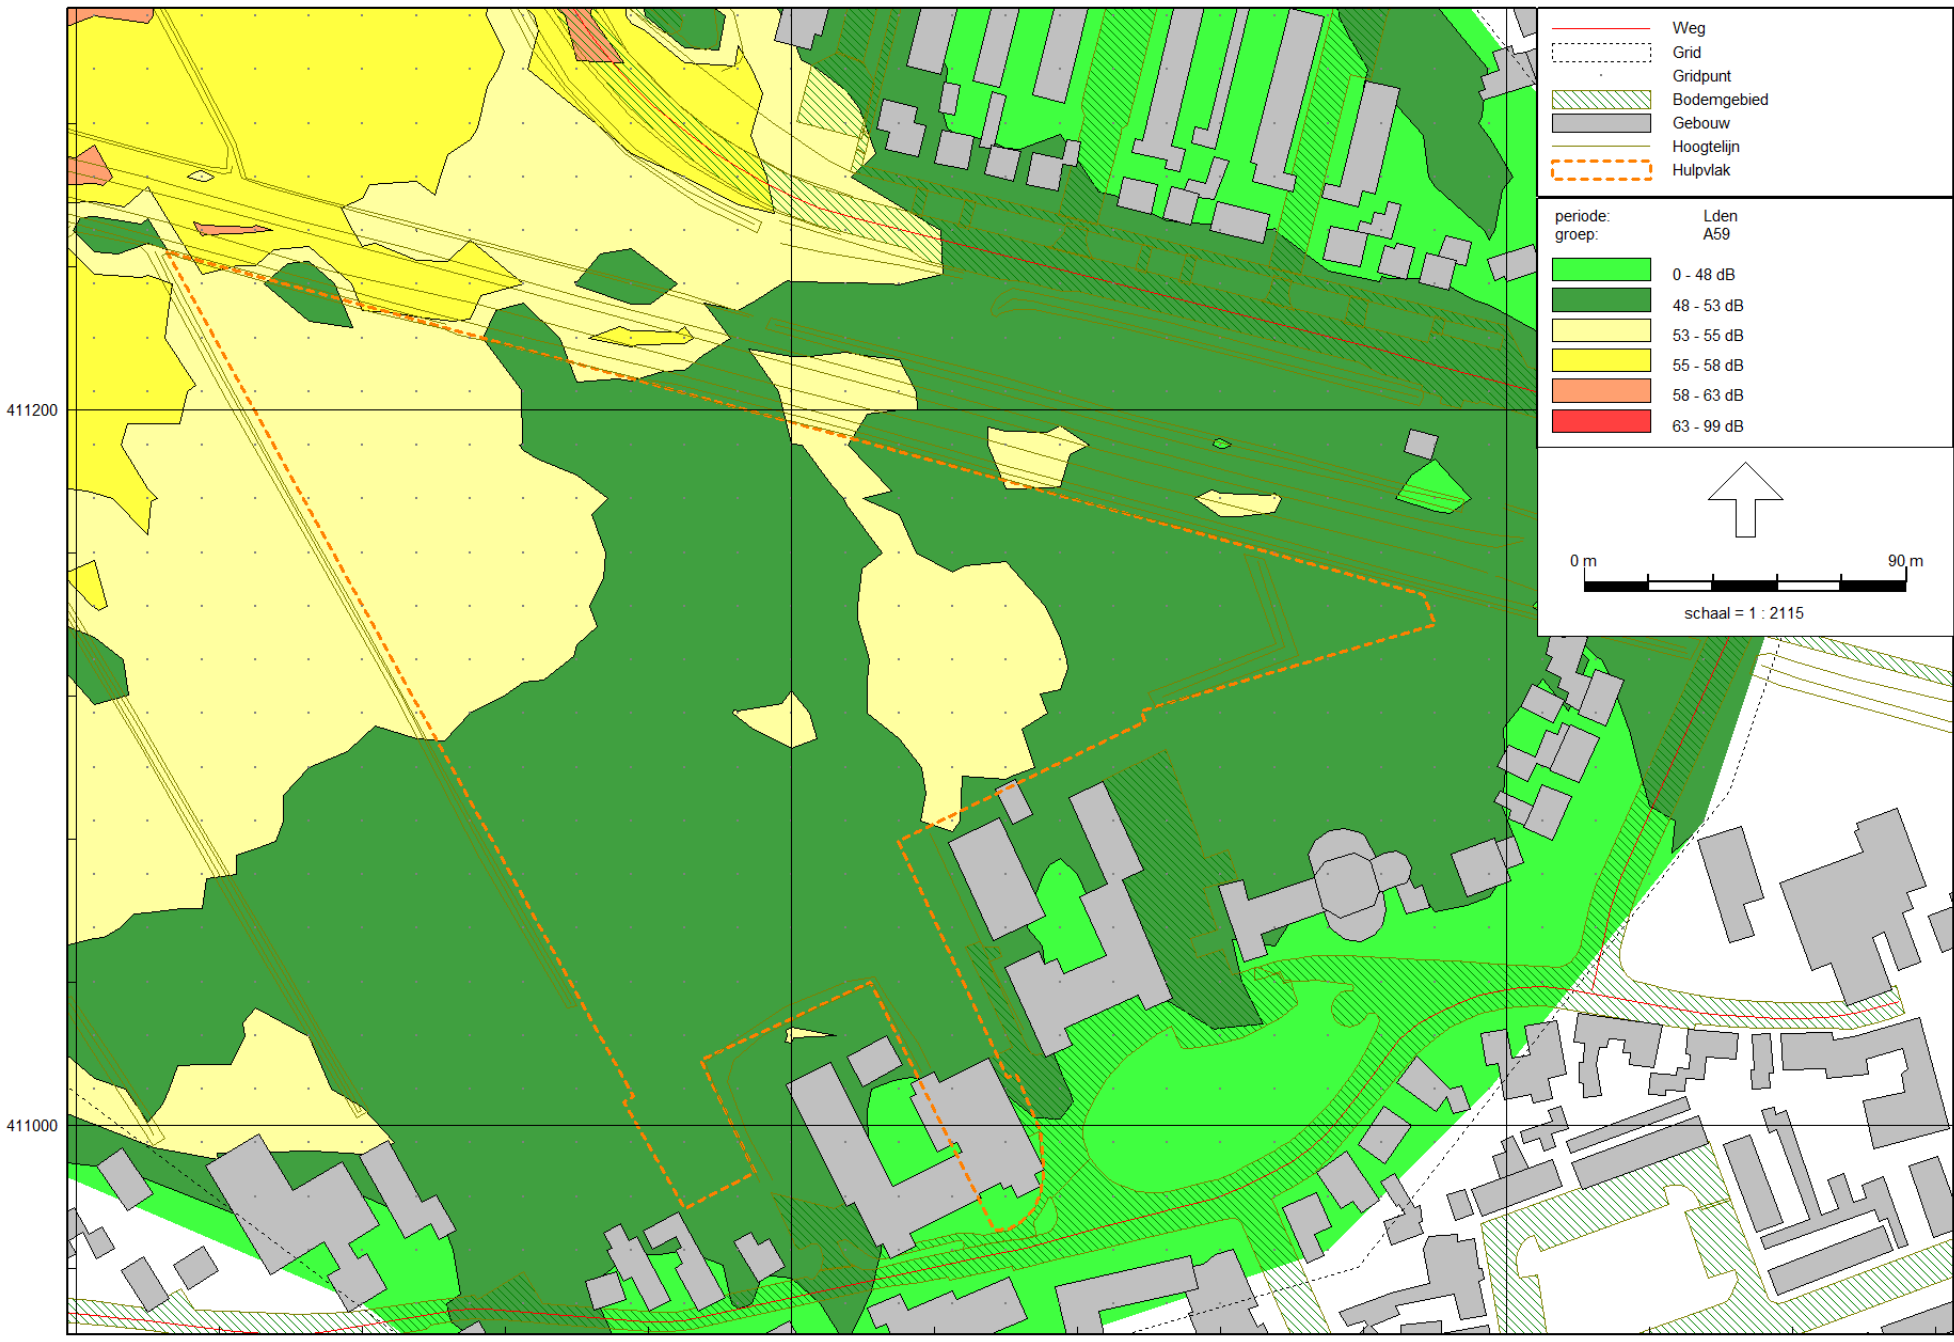 Weg
Grid
Gridpunt
Bodemgebied
Gebouw
Hoogtelijn
Hulpvlak
periode: Lden
groep: A59
0 - 48 dB
48 - 53 dB
53 - 55 dB
55 - 58 dB
58 - 63 dB
63 - 99 dB
411200
0 m 90 m
schaal = 1 : 2115
411000